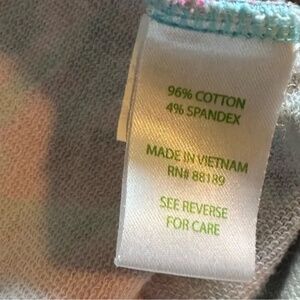 96% COTTON
4% SPANDEX
MADE IN VIETNAM
RN# 88189
SEE REVERSE
FOR CARE